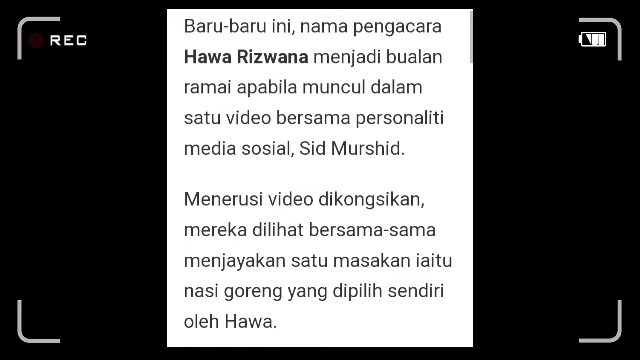 REC
Baru-baru ini, nama pengacara
Hawa Rizwana menjadi bualan
ramai apabila muncul dalam
satu video bersama personaliti
media sosial, Sid Murshid.
Menerusi video dikongsikan,
mereka dilihat bersama-sama
menjayakan satu masakan iaitu
nasi goreng yang dipilih sendiri
oleh Hawa.